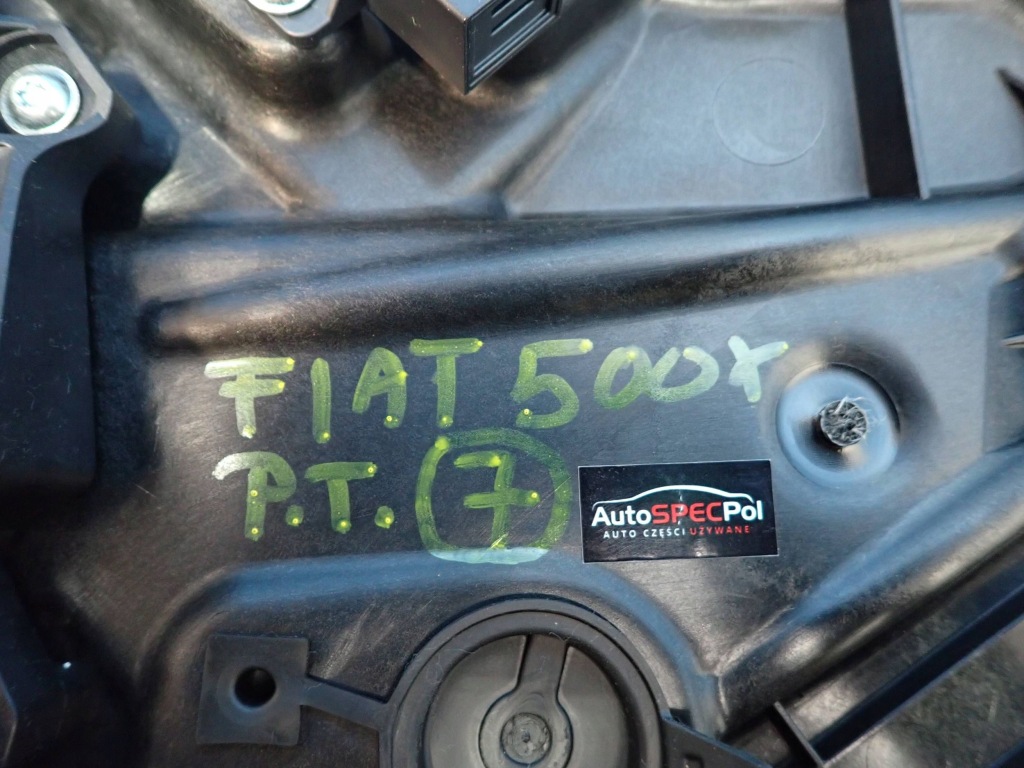 FIAT 500X
P.T. 7
AutoSPECPol
AUTO CZĘŚCI UŻYWANE